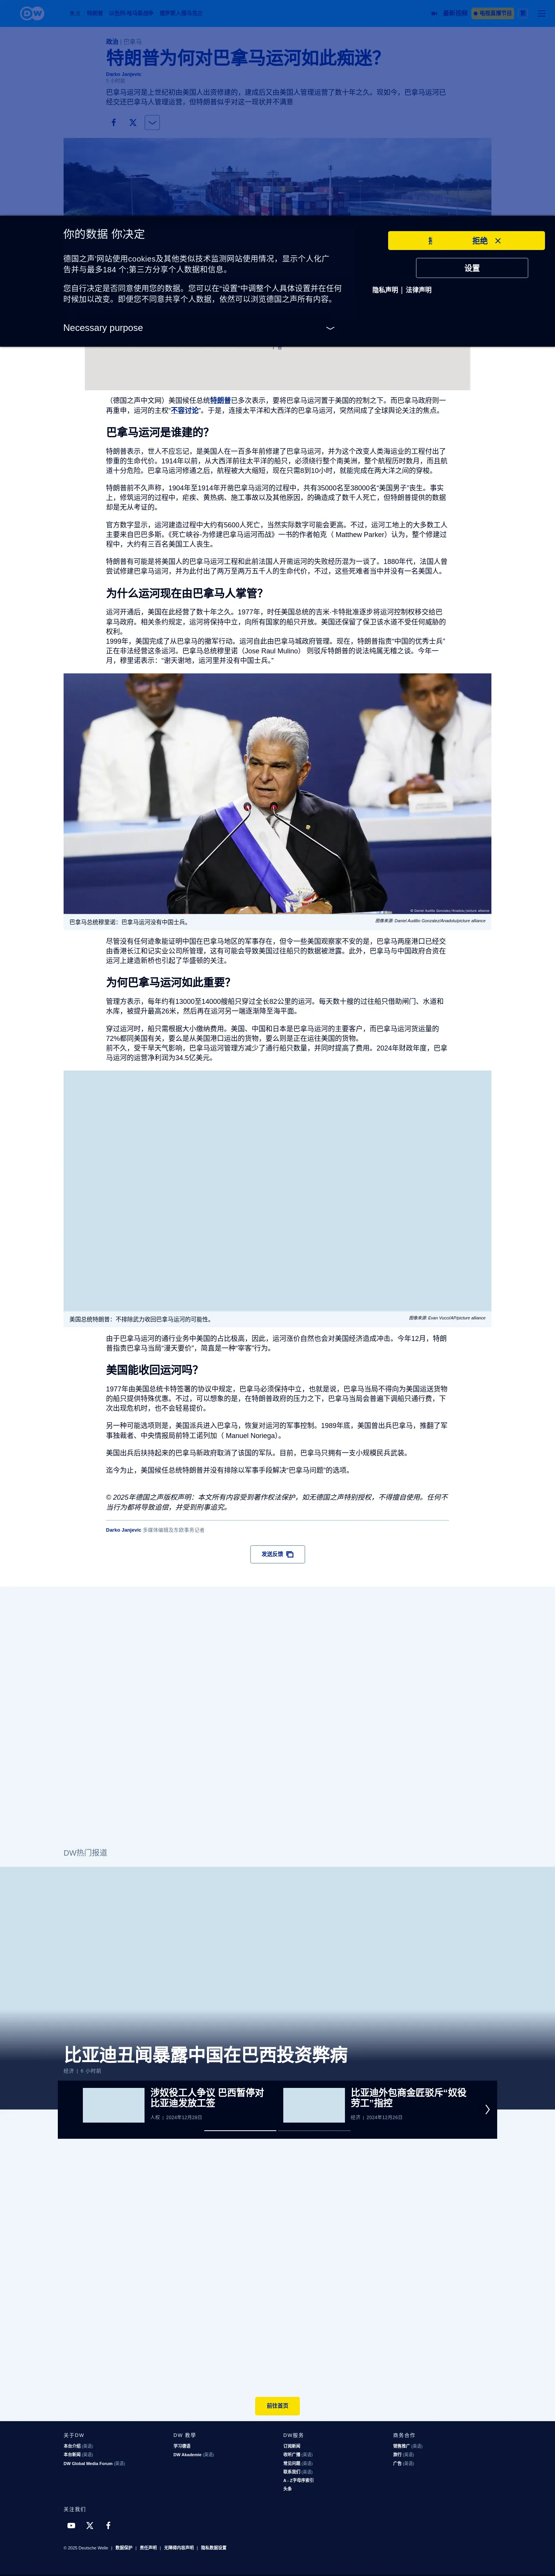 DW
特朗普为何对巴拿马运河如此痴迷？
政治 | 巴拿马
Darko Janjevic
巴拿马运河是上世纪初由美国人出资修建的，建成后又由美国人管理运营了数十年之久。现如今，巴拿马运河已
经交还巴拿马人管理运营，但特朗普似乎对这一现状并不满意
你的数据 你决定
德国之声'网站使用cookies及其他类似技术监测网站使用情况，显示个人化广
告并与最多184 个;第三方分享个人数据和信息。
您自行决定是否同意使用您的数据。您可以在"设置"中调整个人具体设置并在任何
时候加以改变。即便您不同意共享个人数据，依然可以浏览德国之声所有内容。
Necessary purpose
拒绝
设置
隐私声明 | 法律声明
（德国之声中文网）美国候任总统特朗普已多次表示，要将巴拿马运河置于美国的控制之下。而巴拿马政府则一
再重申，运河的主权"不容讨论"。于是，连接太平洋和大西洋的巴拿马运河，突然间成了全球舆论关注的焦点。
巴拿马运河是谁建的？
特朗普表示，世人不应忘记，是美国人在一百多年前修建了巴拿马运河，并为这个改变人类海运业的工程付出了
惨重的生命代价。1914年以前，从大西洋前往太平洋的船只，必须绕行整个南美洲，整个航程历时数月，而且航
道十分危险。巴拿马运河修通之后，航程被大大缩短，现在只需8到10小时，就能完成在两大洋之间的穿梭。
特朗普前不久声称，1904年至1914年开凿巴拿马运河的过程中，共有35000名至38000名"美国男子"丧生。事实
上，修筑运河的过程中，疟疾、黄热病、施工事故以及其他原因，的确造成了数千人死亡，但特朗普提供的数据
却是无从考证的。
官方数字显示，运河建造过程中大约有5600人死亡，当然实际数字可能会更高。不过，运河工地上的大多数工人
主要来自巴巴多斯。《死亡峡谷-为修建巴拿马运河而战》一书的作者帕克（ Matthew Parker）认为，整个修建过
程中，大约有三百名美国工人丧生。
特朗普有可能是将美国人的巴拿马运河工程和此前法国人开凿运河的失败经历混为一谈了。1880年代，法国人曾
尝试修建巴拿马运河，并为此付出了两万至两万五千人的生命代价，不过，这些死难者当中并没有一名美国人。
为什么运河现在由巴拿马人掌管？
运河开通后，美国在此经营了数十年之久。1977年，时任美国总统的吉米·卡特批准逐步将运河控制权移交给巴
拿马政府。相关条约规定，运河将保持中立，向所有国家的船只开放。美国还保留了保卫该水道不受任何威胁的
权利。
1999年，美国完成了从巴拿马的撤军行动。运河自此由巴拿马城政府管理。现在，特朗普指责"中国的优秀士兵"
正在非法经营这条运河。巴拿马总统穆里诺（Jose Raul Mulino） 则驳斥特朗普的说法纯属无稽之谈。今年一
月，穆里诺表示："谢天谢地，运河里并没有中国士兵。"
巴拿马总统穆里诺：巴拿马运河没有中国士兵。
尽管没有任何迹象能证明中国在巴拿马地区的军事存在，但令一些美国观察家不安的是，巴拿马两座港口已经交
由香港长江和记实业公司所管理，这有可能会导致美国过往船只的货物和乘客的数据被泄露。此外，巴拿马与中国政府合资在
运河上建造新桥也引起了华盛顿的关注。
为何巴拿马运河如此重要？
管理方表示，每年约有13000至14000艘船只穿过全长82公里的运河。每天数十艘的过往船只借助闸门、水道和
水库，被提升最高26米，然后再在运河另一端逐渐降至海平面。
穿过运河时，船只需根据大小缴纳费用。美国、中国和日本是巴拿马运河的主要客户，而巴拿马运河货运量的
72%都同美国有关，要么是从美国港口运出的货物，要么则是正在运往美国的货物。
前不久，受干旱天气影响，巴拿马运河管理方减少了通行船只数量，并同时提高了费用。2024年财政年度，巴拿
马运河的运营净利润为34.5亿美元。
美国总统特朗普：不排除武力收回巴拿马运河的可能性。
图像来源: Evan Vucci/AP/picture alliance
由于巴拿马运河的通行业务中美国的占比极高，因此，运河涨价自然也会对美国经济造成冲击。今年12月，特朗
普指责巴拿马当局"漫天要价"，简直是一种"宰客"行为。
美国能收回运河吗？
1977年由美国总统卡特签署的协议中规定，巴拿马必须保持中立，也就是说，巴拿马当局不得向为美国运送货物
的船只提供特殊优惠。不过，可以想象的是，在特朗普政府的压力之下，巴拿马当局会普遍下调船只通行费，下
次出现危机时，也不会轻易提价。
另一种可能选项则是，美国派兵进入巴拿马，恢复对运河的军事控制。1989年底，美国曾出兵巴拿马，推翻了军
事独裁者、中央情报局前特工诺列加（ Manuel Noriega）。
美国出兵后扶持起来的巴拿马新政府取消了该国的军队。目前，巴拿马只拥有一支小规模民兵武装。
迄今为止，美国候任总统特朗普并没有排除以军事手段解决"巴拿马问题"的选项。
© 2025年德国之声版权声明：本文所有内容受到著作权法保护，如无德国之声特别授权，不得擅自使用。任何不
当行为都将导致追偿，并受到刑事追究。
Darko Janjevic 多媒体编辑及东欧事务记者
发送反馈
DW热门报道
比亚迪丑闻暴露中国在巴西投资弊病
经济 | 6 小时前
涉奴役工人争议 巴西暂停对
比亚迪发放工签
人权 | 2024年12月28日
比亚迪外包商金匠驳斥"奴役
劳工"指控
经济 | 2024年12月26日
前往首页
关于DW
本台介绍 (英语)
本台新闻 (英语)
DW Global Media Forum (英语)
DW 教学
学习德语
DW Akademie (英语)
DW服务
订阅新闻
收听广播 (英语)
常见问题 (英语)
联系我们 (英语)
A - Z字母序索引
头条
商务合作
销售推广 (英语)
旅行 (英语)
广告 (英语)
关注我们
© 2025 Deutsche Welle | 数据保护 | 责任声明 | 无障碍内容声明 | 隐私数据设置